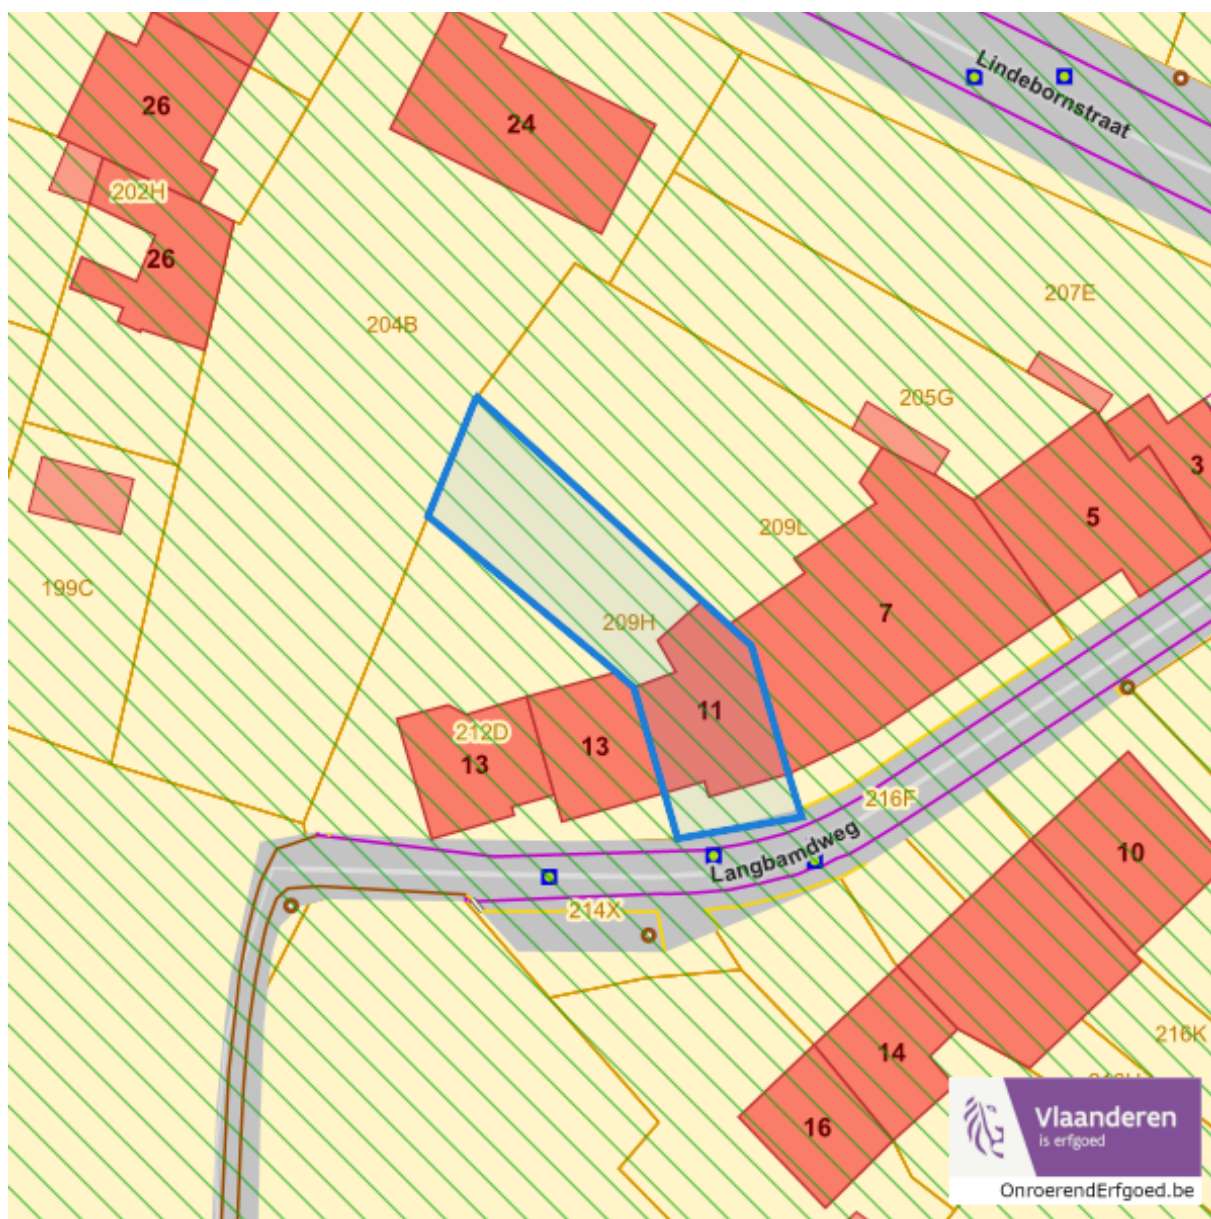 Lindebornstraat
26
24
202H
26
207E
204B
205G
3
5
209L
199C
7
209H
11
212D
13
13
216F
Langbamdweg
10
214X
216K
14
16
Vlaanderen
is erfgoed
OnroerendErfgoed.be